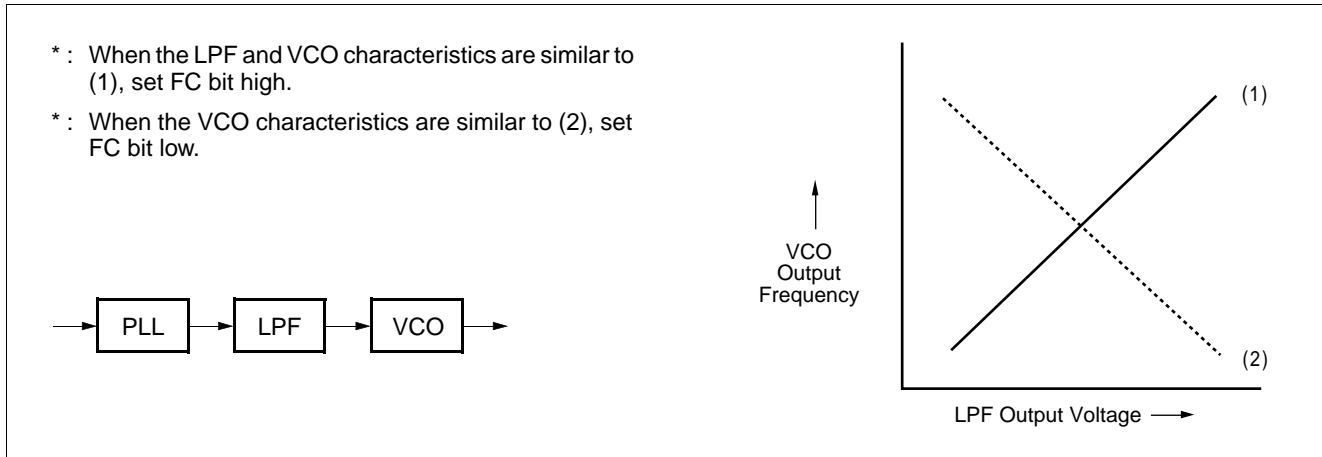 * : When the LPF and VCO characteristics are similar to
(1), set FC bit high.
* : When the VCO characteristics are similar to (2), set
FC bit low.
PLL
LPF
VCO
(1)
VCO
Output
Frequency
(2)
LPF Output Voltage